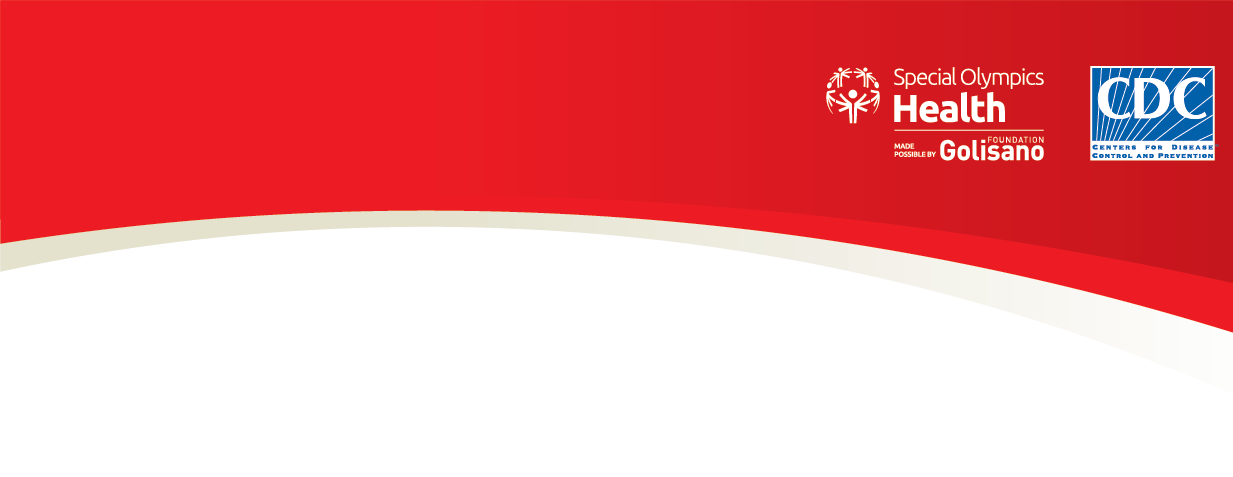 Special Olympics
Health
MADE
POSSIBLE BY
FOUNDATION
Golisano
CDC
CENTERS FOR DISEASE
CONTROL AND PREVENTION